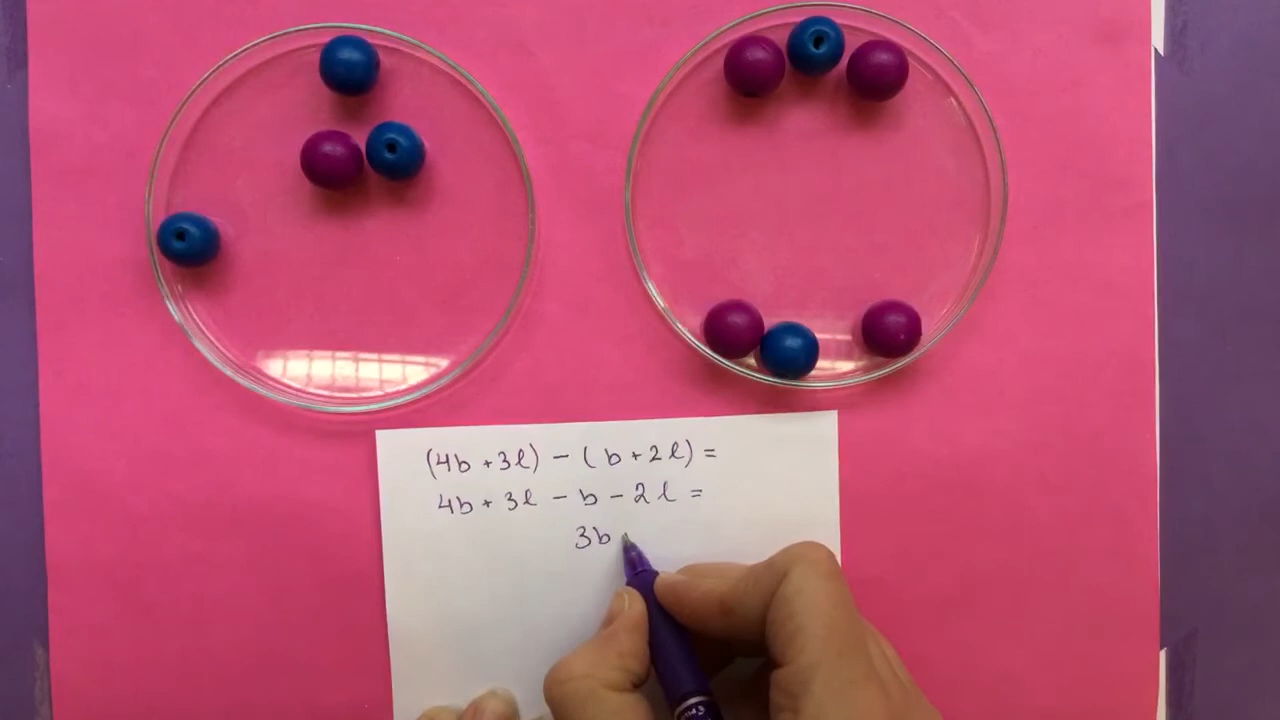 (4b + 3l) - (b + 2l) =
4b + 3l - b - 2l =
3b